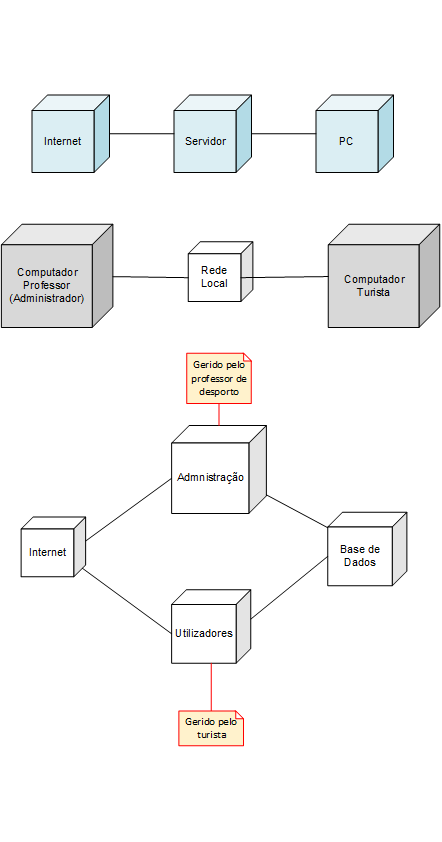 Internet
Servidor
PC
Computador
Professor
(Administrador)
Rede
Local
Computador
Turista
Gerido pelo
professor de
desporto
Admnistração
Internet
Base de
Dados
Utilizadores
Gerido pelo
turista